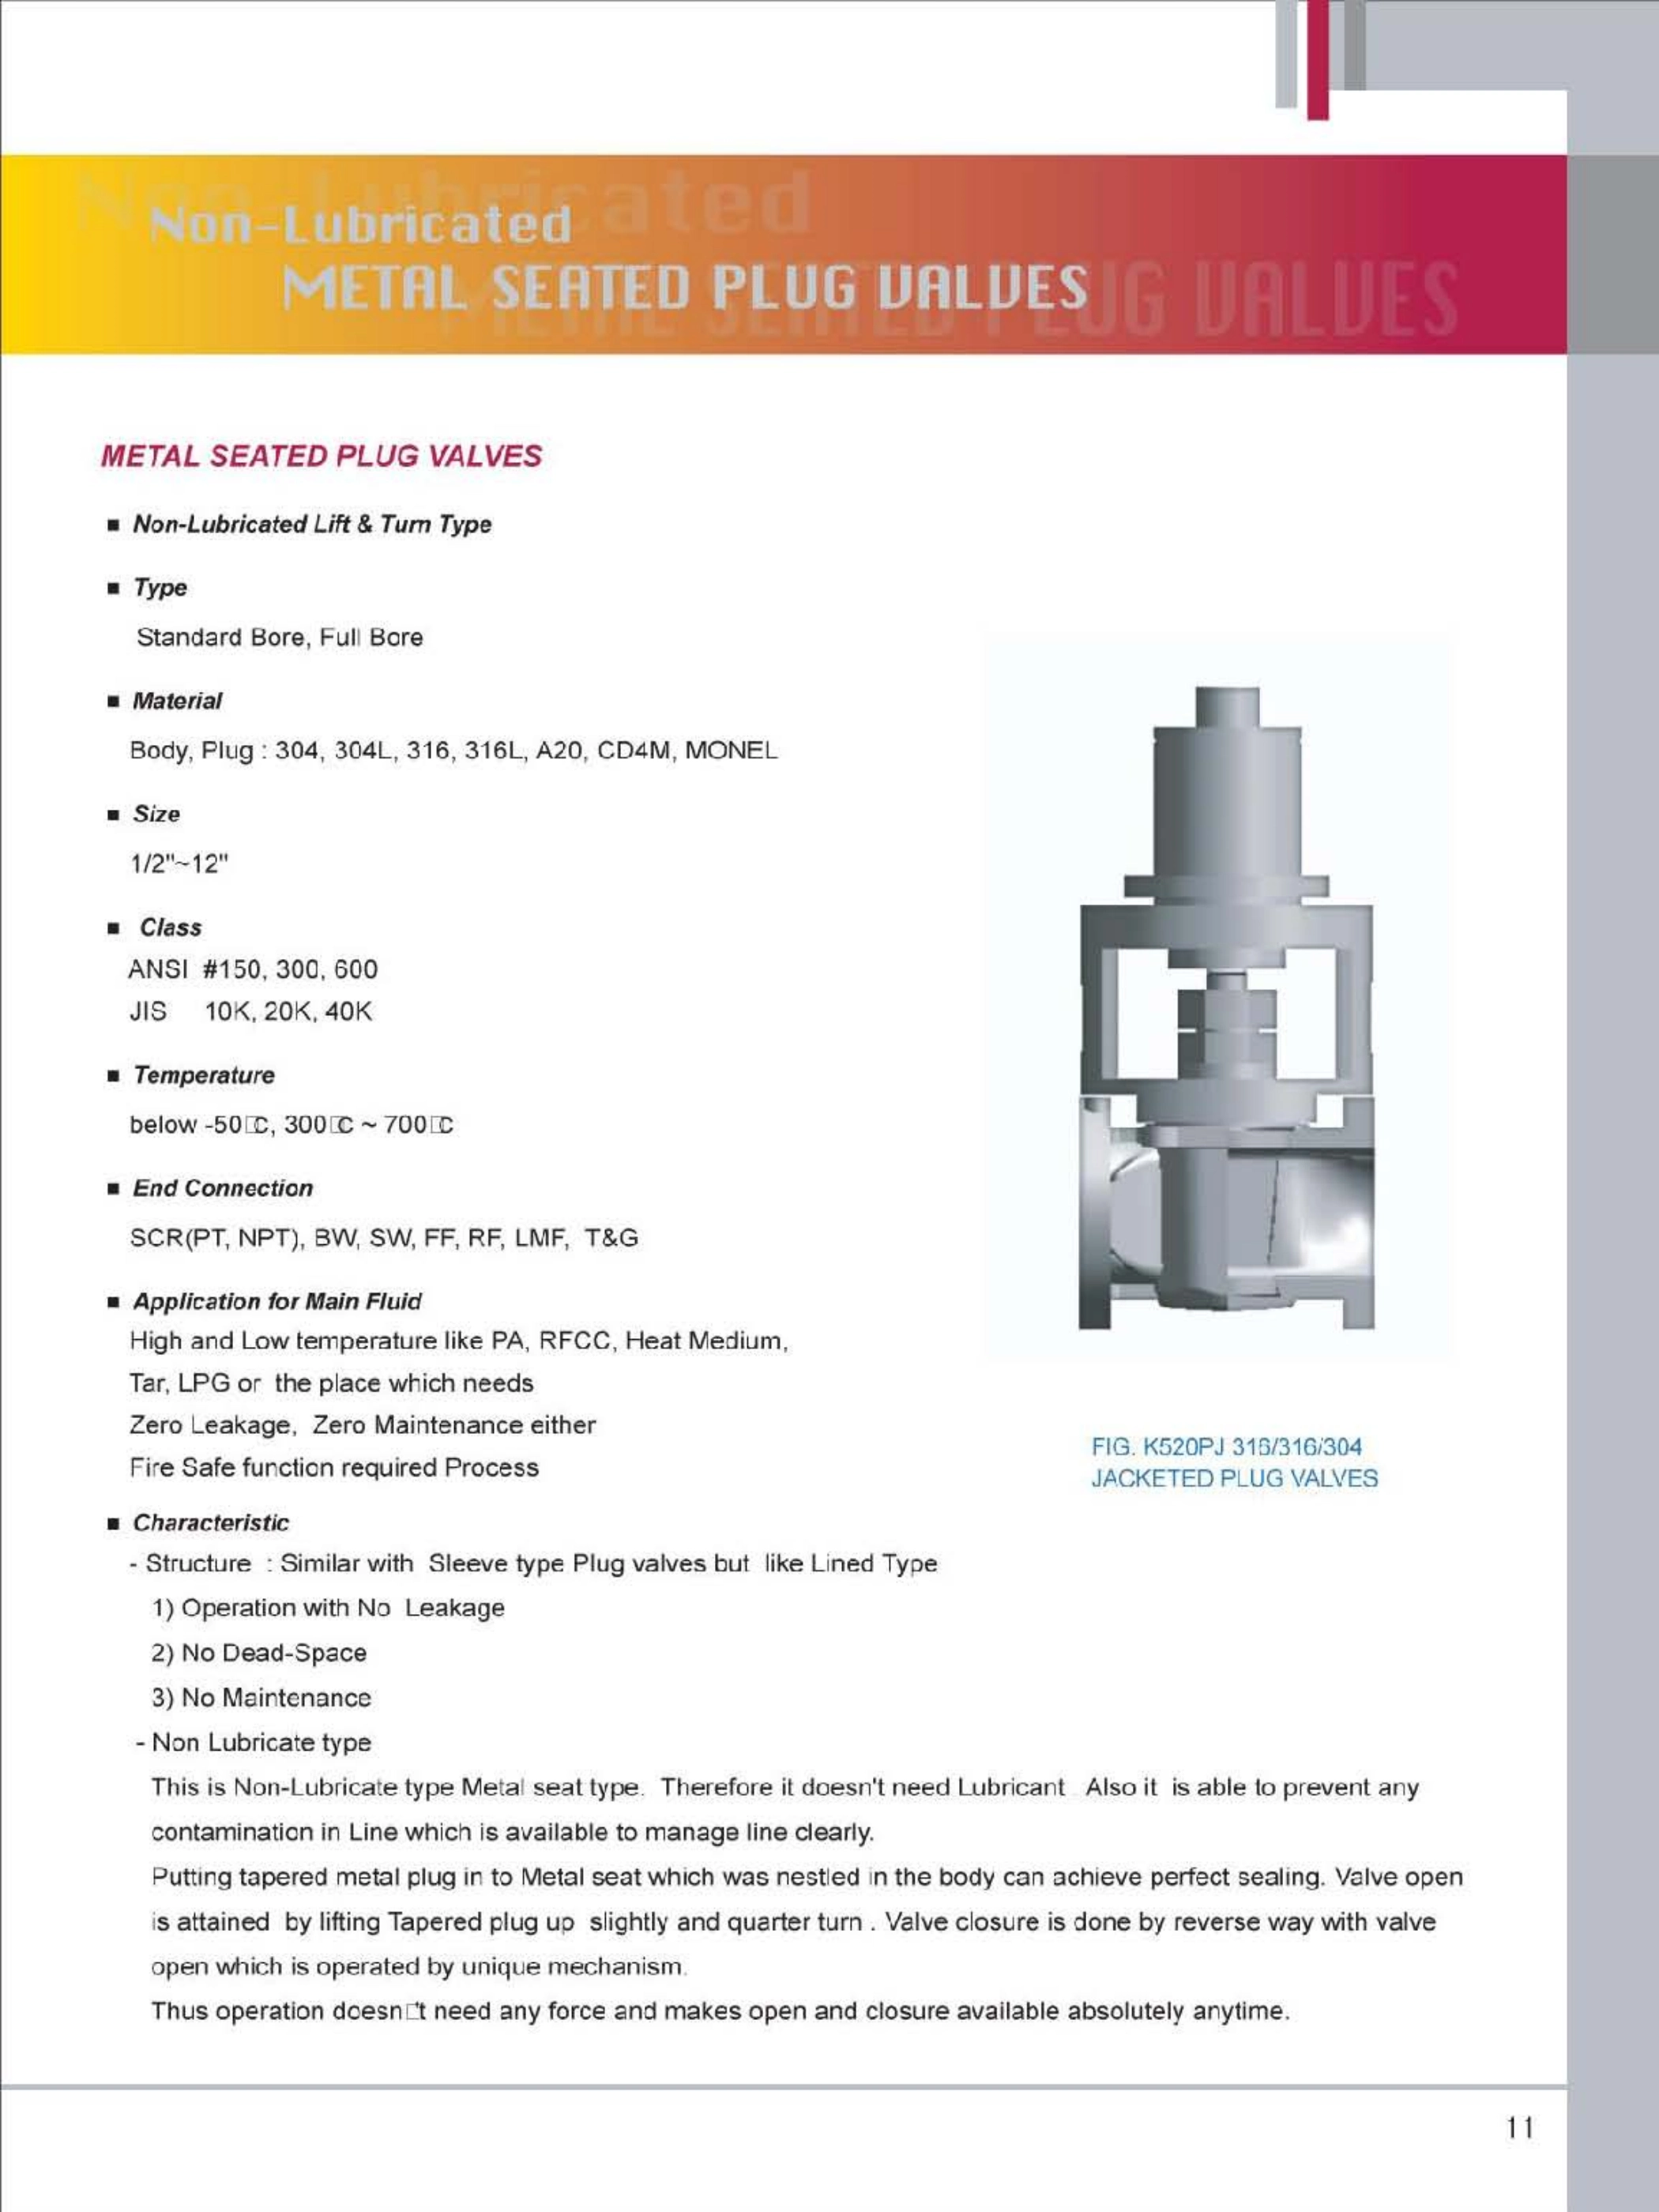 Non-Lubricated
METAL SEATED PLUG VALVES
METAL SEATED PLUG VALVES
■ Non-Lubricated Lift & Turn Type
■ Type
Standard Bore, Full Bore
■ Material
Body, Plug : 304, 304L, 316, 316L, A20, CD4M, MONEL
■ Size
1/2"~12"
■ Class
ANSI #150, 300, 600
JIS 10K, 20K, 40K
■ Temperature
below -50□C, 300□C ~ 700□C
■ End Connection
SCR(PT, NPT), BW, SW, FF, RF, LMF, T&G
■ Application for Main Fluid
High and Low temperature like PA, RFCC, Heat Medium,
Tar, LPG or the place which needs
Zero Leakage, Zero Maintenance either
Fire Safe function required Process
FIG. K520PJ 316/316/304
JACKETED PLUG VALVES
■ Characteristic
- Structure : Similar with Sleeve type Plug valves but like Lined Type
1) Operation with No Leakage
2) No Dead-Space
3) No Maintenance
- Non Lubricate type
This is Non-Lubricate type Metal seat type. Therefore it doesn't need Lubricant . Also it is able to prevent any
contamination in Line which is available to manage line clearly.
Putting tapered metal plug in to Metal seat which was nestled in the body can achieve perfect sealing. Valve open
is attained by lifting Tapered plug up slightly and quarter turn . Valve closure is done by reverse way with valve
open which is operated by unique mechanism.
Thus operation doesn□t need any force and makes open and closure available absolutely anytime.
11